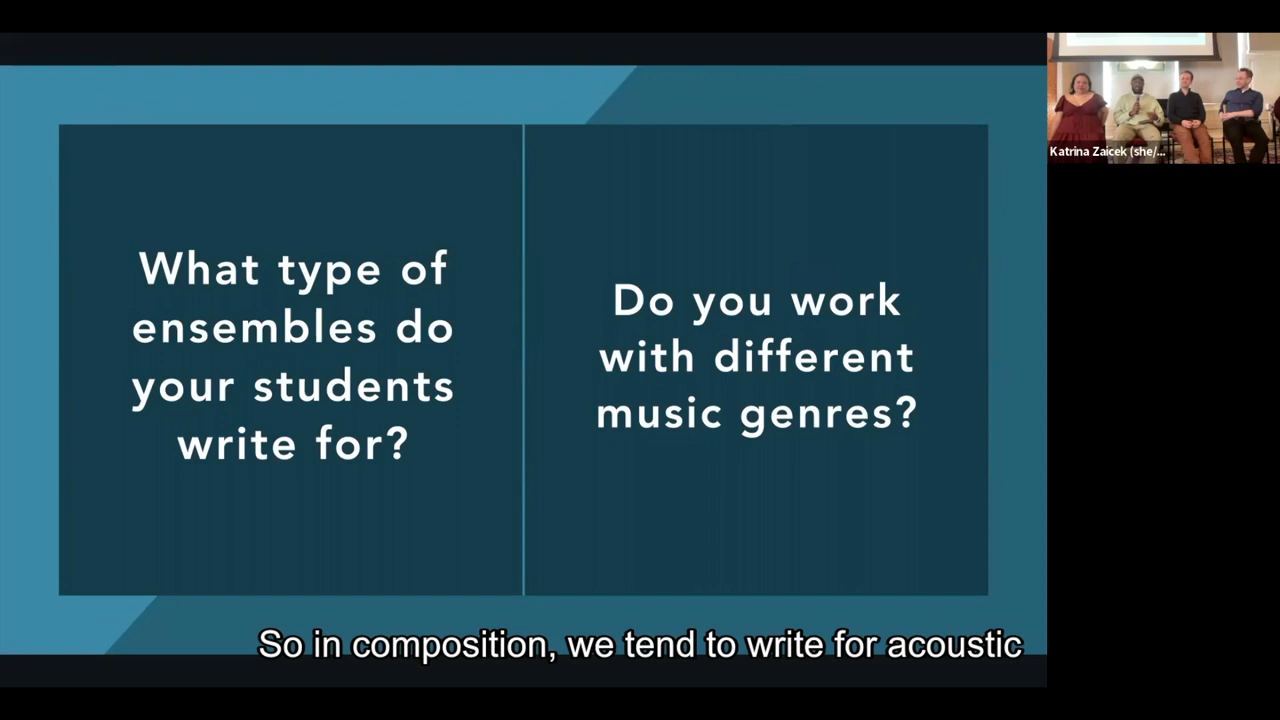 What type of
ensembles do
your students
write for?
Do you work
with different
music genres?
Katrina Zaicek (she/...
So in composition, we tend to write for acoustic